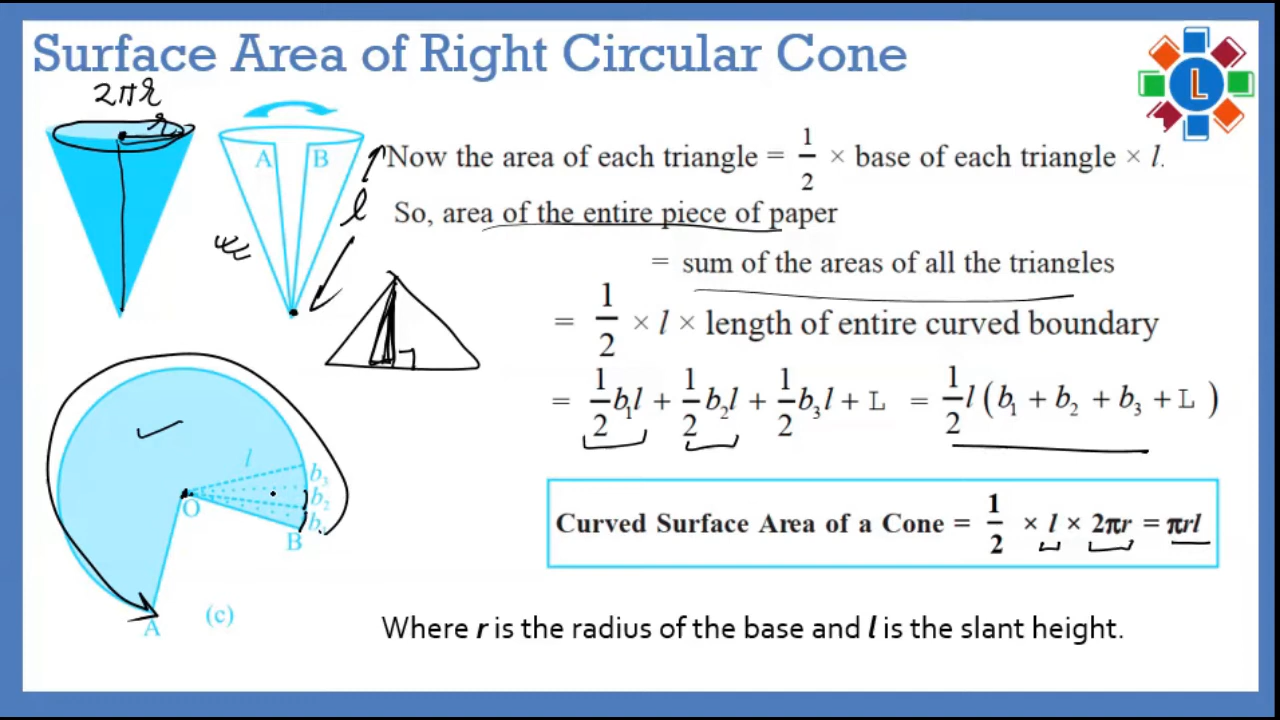 Surface Area of Right Circular Cone
L
2πr
r
A B
l
Now the area of each triangle = 1/2 × base of each triangle × l.
So, area of the entire piece of paper
= sum of the areas of all the triangles
= 1/2 × l × length of entire curved boundary
= 1/2 b₁l + 1/2 b₂l + 1/2 b₃l + L = 1/2 l (b₁ + b₂ + b₃ + L)
l
b₃
O
b₂
b₁
B
A
(c)
Curved Surface Area of a Cone = 1/2 × l × 2πr = πrl
Where r is the radius of the base and l is the slant height.